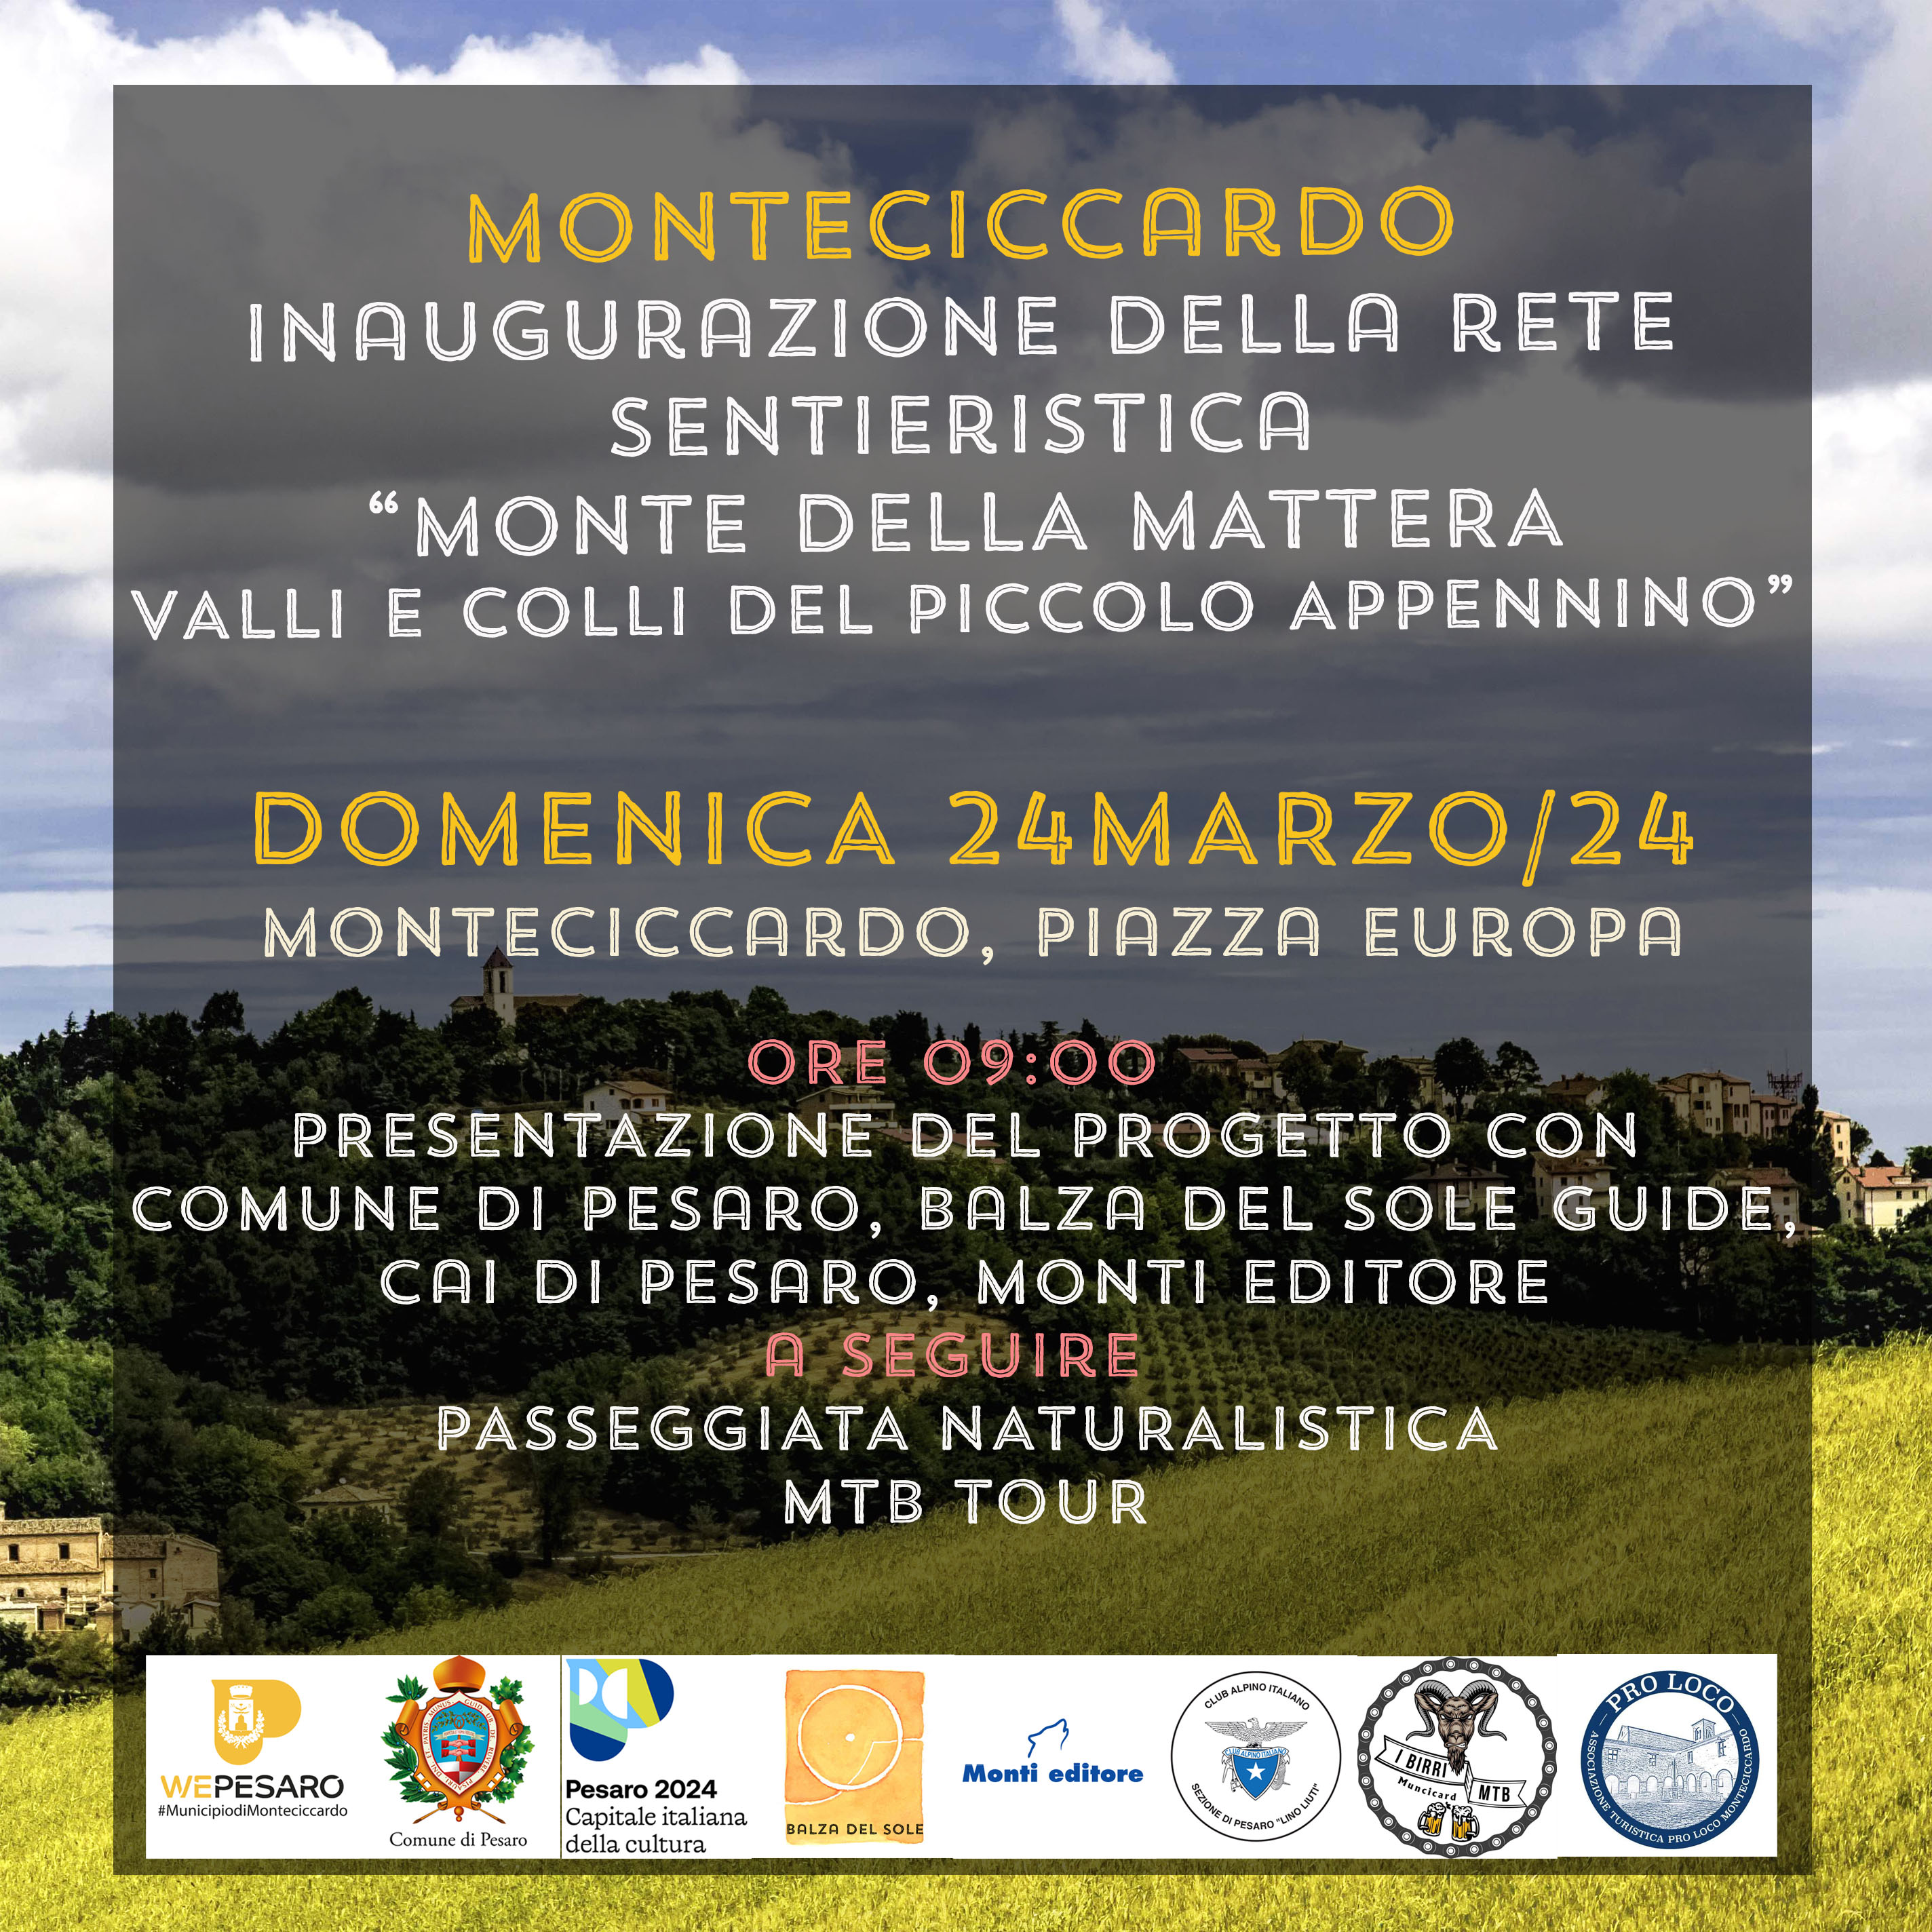 MONTECICCARDO
INAUGURAZIONE DELLA RETE
SENTIERISTICA
“MONTE DELLA MATTERA
VALLI E COLLI DEL PICCOLO APPENNINO”
DOMENICA 24MARZO/24
MONTECICCARDO, PIAZZA EUROPA
ORE 09:00
PRESENTAZIONE DEL PROGETTO CON
COMUNE DI PESARO, BALZA DEL SOLE GUIDE,
CAI DI PESARO, MONTI EDITORE
A SEGUIRE
PASSEGGIATA NATURALISTICA
MTB TOUR
WEPESARO
#MunicipiodiMonteciccardo
Comune di Pesaro
Pesaro 2024
Capitale italiana
della cultura
BALZA DEL SOLE
Monti editore
CLUB ALPINO ITALIANO
CLUB ALPINO ITALIANO
SEZIONE DI PESARO "LINO LIUTI"
I BIRRI MTB
Muncicard
PRO LOCO
ASSOCIAZIONE TURISTICA PRO LOCO MONTECICCARDO